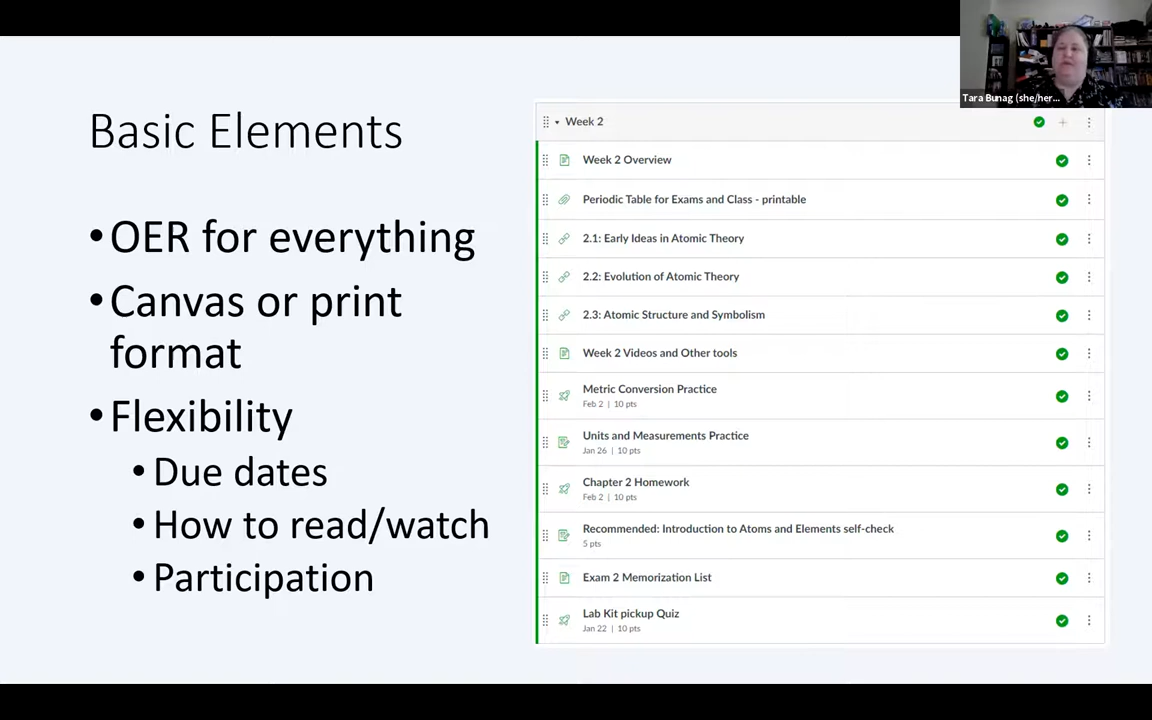 Tara Bunag (she/her...
Basic Elements
•OER for everything
•Canvas or print
format
•Flexibility
•Due dates
•How to read/watch
•Participation
Week 2
Week 2 Overview
Periodic Table for Exams and Class - printable
2.1: Early Ideas in Atomic Theory
2.2: Evolution of Atomic Theory
2.3: Atomic Structure and Symbolism
Week 2 Videos and Other tools
Metric Conversion Practice
Feb 2 | 10 pts
Units and Measurements Practice
Jan 26 | 10 pts
Chapter 2 Homework
Feb 2 | 10 pts
Recommended: Introduction to Atoms and Elements self-check
5 pts
Exam 2 Memorization List
Lab Kit pickup Quiz
Jan 22 | 10 pts